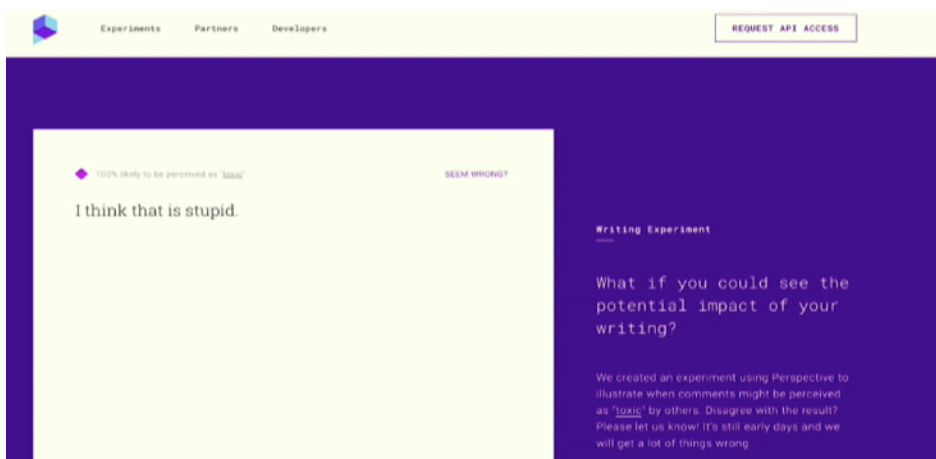 Experiments Partners Developers
REQUEST API ACCESS
100% likely to be perceived as "toxic"
SEEM WRONG?
I think that is stupid.
Writing Experiment
What if you could see the
potential impact of your
writing?
We created an experiment using Perspective to
illustrate when comments might be perceived
as "toxic" by others. Disagree with the result?
Please let us know! It's still early days and we
will get a lot of things wrong.